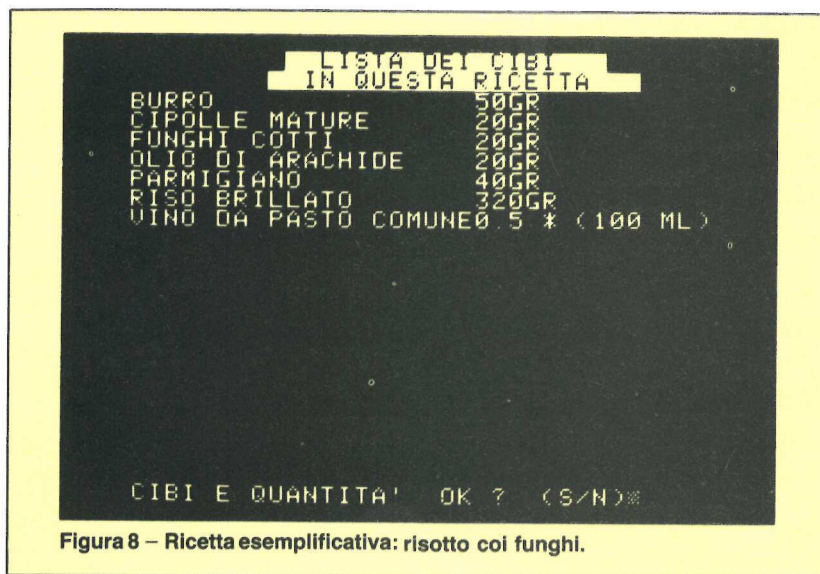 LISTA DEI CIBI
IN QUESTA RICETTA
BURRO 50GR
CIPOLLE MATURE 20GR
FUNGHI COTTI 20GR
OLIO DI ARACHIDE 20GR
PARMIGIANO 40GR
RISO BRILLATO 320GR
VINO DA PASTO COMUNE0.5 * (100 ML)
CIBI E QUANTITA' OK ? (S/N)
Figura 8 – Ricetta esemplificativa: risotto coi funghi.